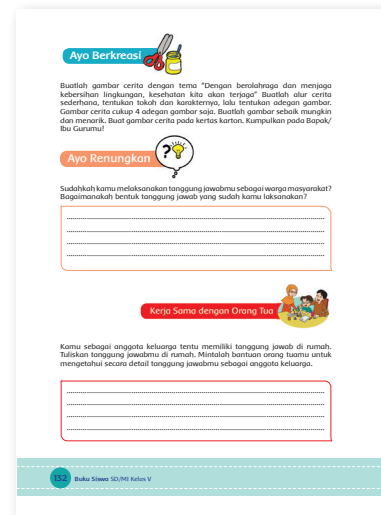 Ayo Berkreasi
Buatlah gambar cerita dengan tema "Dengan berolahraga dan menjaga
kebersihan lingkungan, kesehatan kita akan terjaga" Buatlah alur cerita
sederhana, tentukan tokoh dan karakternya, lalu tentukan adegan gambar.
Gambar cerita cukup 4 adegan gambar saja. Buatlah gambar sebaik mungkin
dan menarik. Buat gambar cerita pada kertas karton. Kumpulkan pada Bapak/
Ibu Gurumu!
Ayo Renungkan
Sudahkah kamu melaksanakan tanggung jawabmu sebagai warga masyarakat?
Bagaimanakah bentuk tanggung jawab yang sudah kamu laksanakan?
Kerja Sama dengan Orang Tua
Kamu sebagai anggota keluarga tentu memiliki tanggung jawab di rumah.
Tuliskan tanggung jawabmu di rumah. Mintalah bantuan orang tuamu untuk
mengetahui secara detail tanggung jawabmu sebagai anggota keluarga.
132 Buku Siswa SD/MI Kelas V